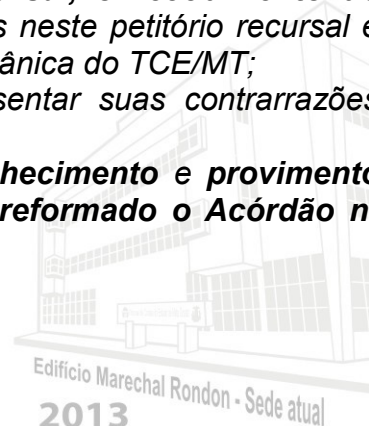 s neste petitório recursal e
ânica do TCE/MT;
sentar suas contrarrazões
hecimento e provimento
reformado o Acórdão n
Edifício Marechal Rondon - Sede atual
2013